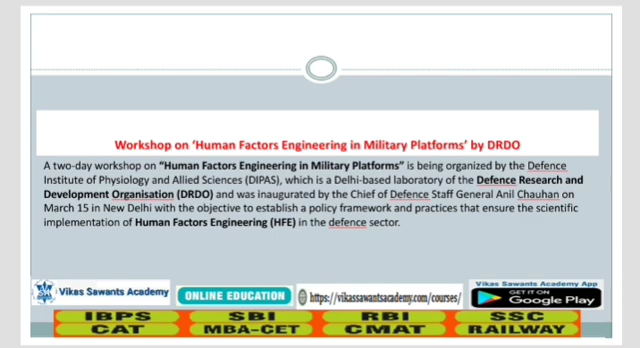 Workshop on ‘Human Factors Engineering in Military Platforms’ by DRDO
A two-day workshop on “Human Factors Engineering in Military Platforms” is being organized by the Defence
Institute of Physiology and Allied Sciences (DIPAS), which is a Delhi-based laboratory of the Defence Research and
Development Organisation (DRDO) and was inaugurated by the Chief of Defence Staff General Anil Chauhan on
March 15 in New Delhi with the objective to establish a policy framework and practices that ensure the scientific
implementation of Human Factors Engineering (HFE) in the defence sector.
Vikas Sawants Academy
ONLINE EDUCATION
https://vikassawantsacademy.com/courses/
Vikas Sawants Academy App
GET IT ON
Google Play
IBPS SBI RBI SSC
CAT MBA-CET CMAT RAILWAY